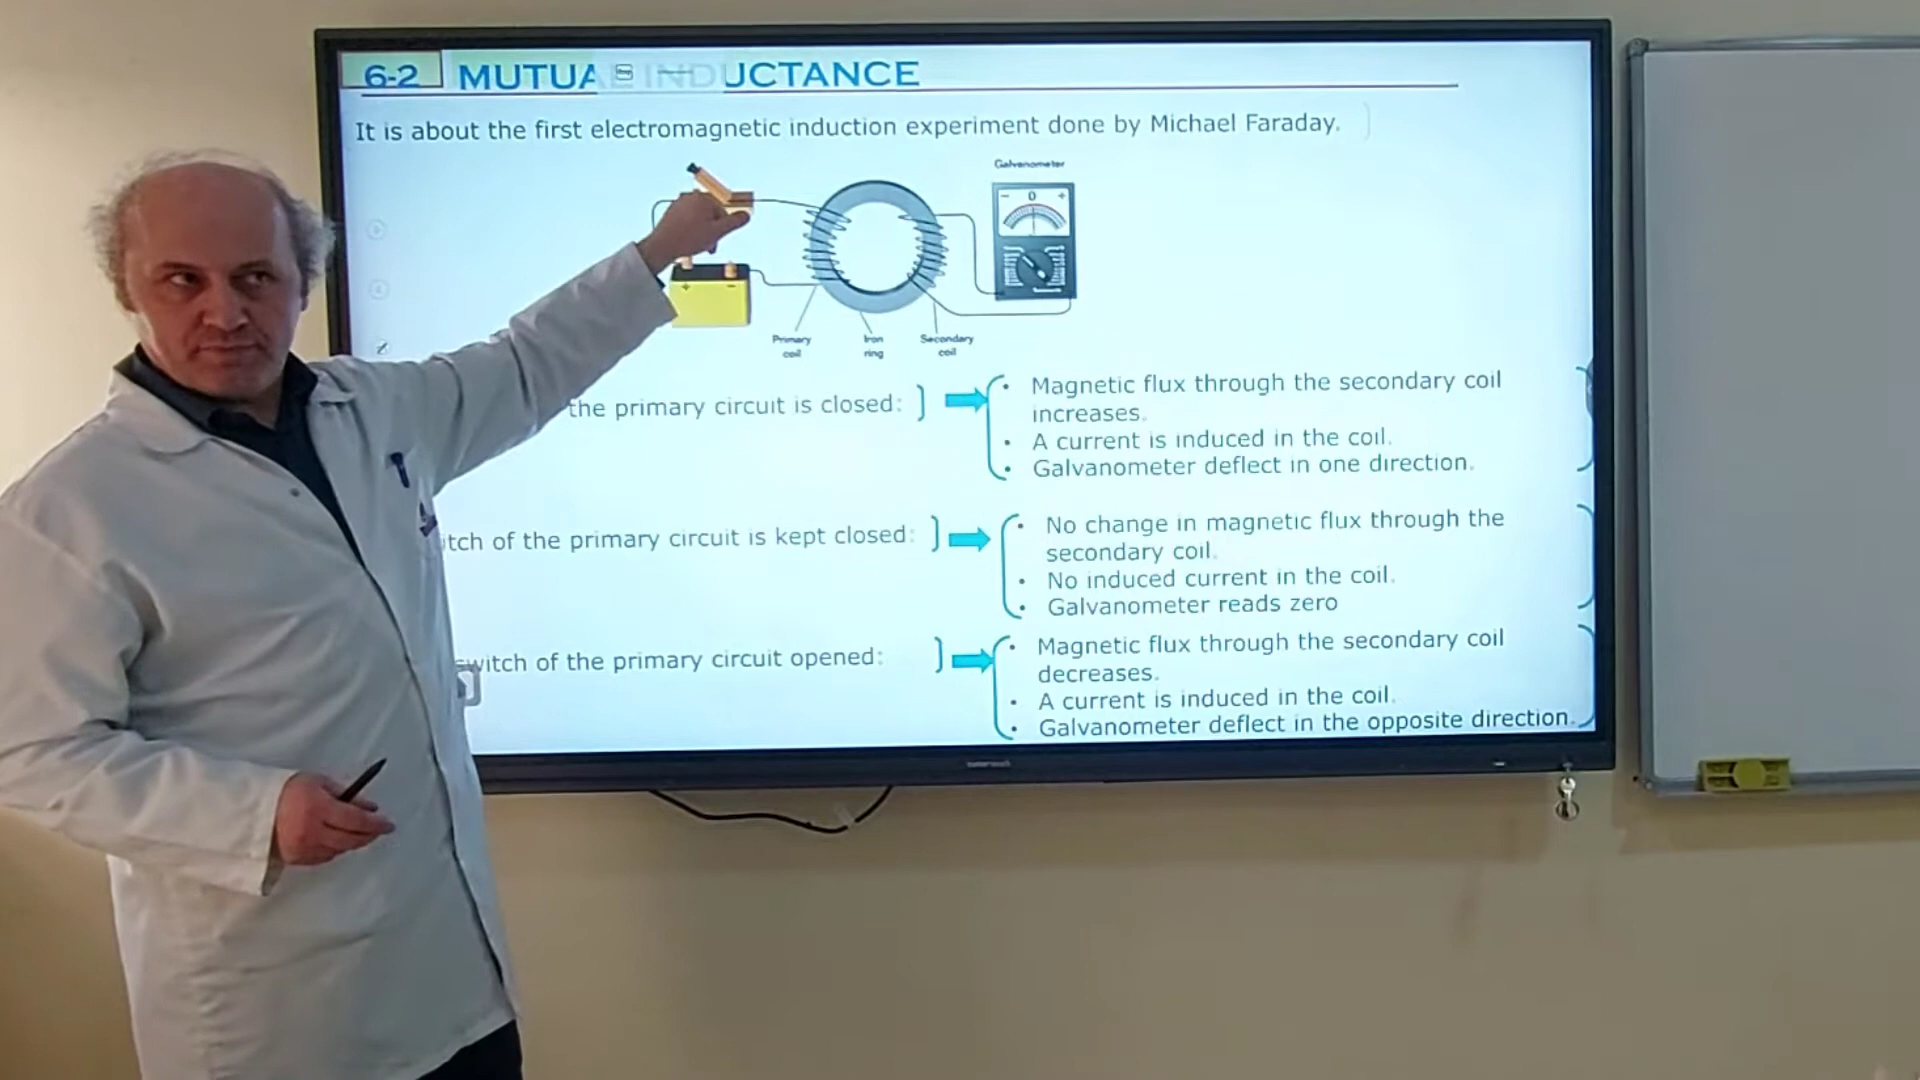 6-2 MUTUAL INDUCTANCE
It is about the first electromagnetic induction experiment done by Michael Faraday.
Galvanometer
- 0 +
+ -
Primary coil
Iron ring
Secondary coil
the primary circuit is closed:
• Magnetic flux through the secondary coil
increases.
• A current is induced in the coil.
• Galvanometer deflect in one direction.
itch of the primary circuit is kept closed:
• No change in magnetic flux through the
secondary coil.
• No induced current in the coil.
• Galvanometer reads zero
switch of the primary circuit opened:
• Magnetic flux through the secondary coil
decreases.
• A current is induced in the coil.
• Galvanometer deflect in the opposite direction.